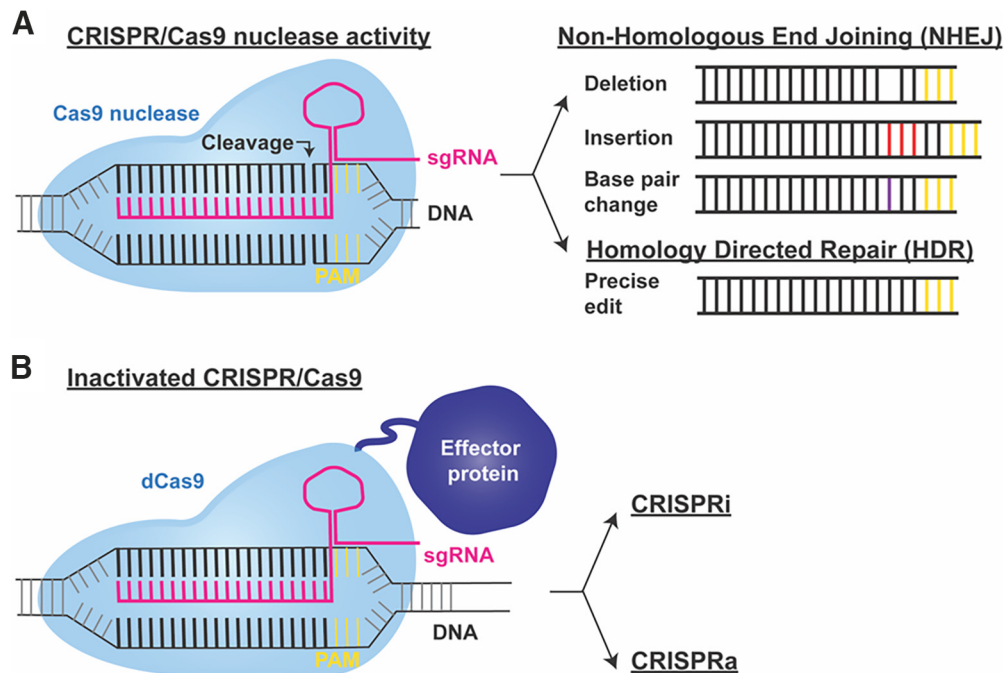 A
CRISPR/Cas9 nuclease activity
Cas9 nuclease
Cleavage
sgRNA
DNA
PAM
Non-Homologous End Joining (NHEJ)
Deletion
Insertion
Base pair
change
Homology Directed Repair (HDR)
Precise
edit
B
Inactivated CRISPR/Cas9
dCas9
Effector
protein
sgRNA
DNA
PAM
CRISPRi
CRISPRa